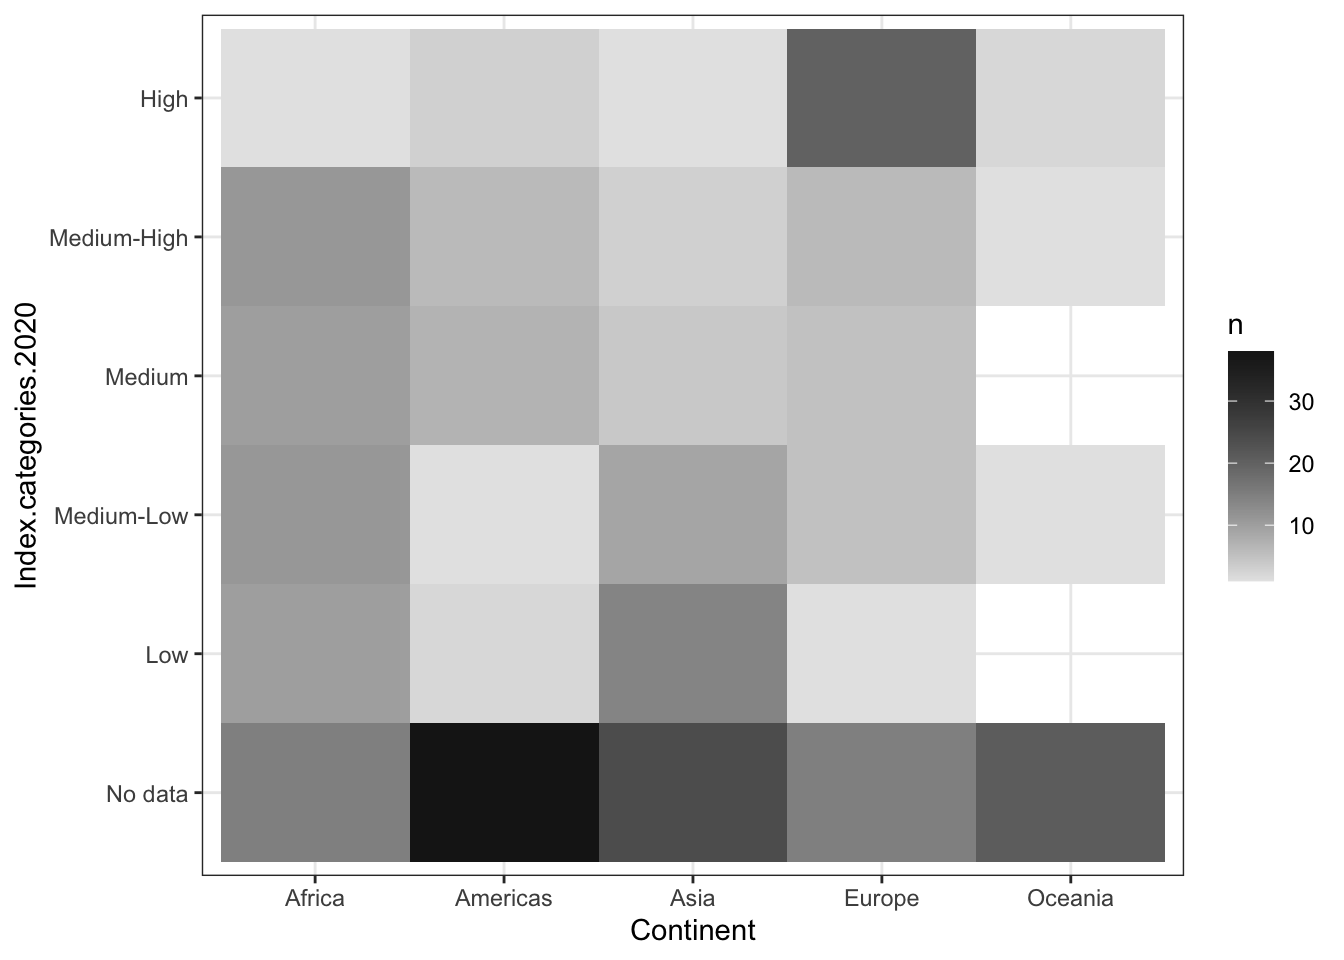 High
Medium-High
Medium
Medium-Low
Low
No data
Index.categories.2020
Africa
Americas
Asia
Europe
Oceania
Continent
n
30
20
10